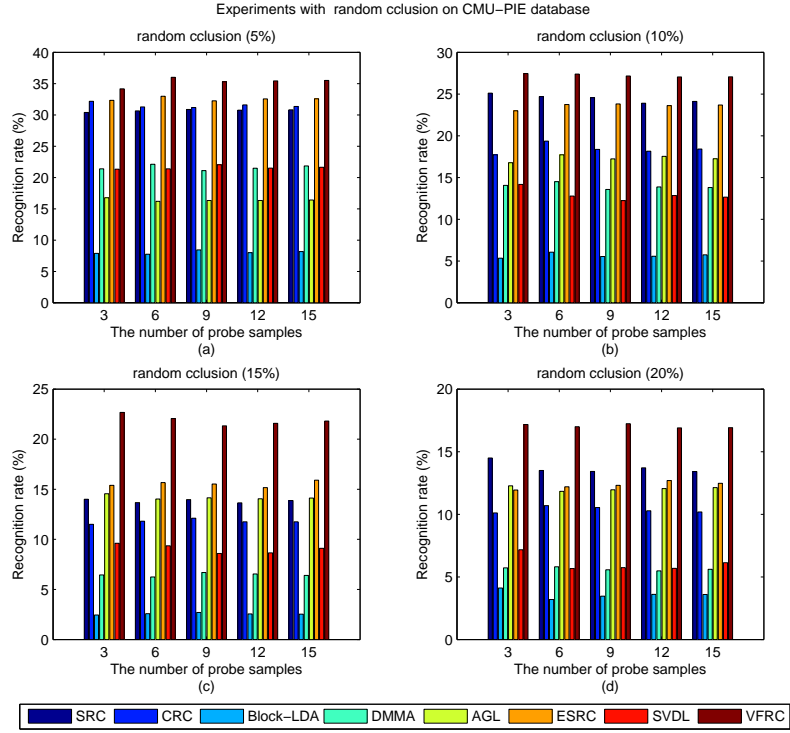 Experiments with random cclusion on CMU−PIE database
random cclusion (5%)
40
35
30
25
20
15
10
5
0
Recognition rate (%)
3 6 9 12 15
The number of probe samples
(a)
random cclusion (10%)
30
25
20
15
10
5
0
Recognition rate (%)
3 6 9 12 15
The number of probe samples
(b)
random cclusion (15%)
25
20
15
10
5
0
Recognition rate (%)
3 6 9 12 15
The number of probe samples
(c)
random cclusion (20%)
20
15
10
5
0
Recognition rate (%)
3 6 9 12 15
The number of probe samples
(d)
SRC CRC Block−LDA DMMA AGL ESRC SVDL VFRC